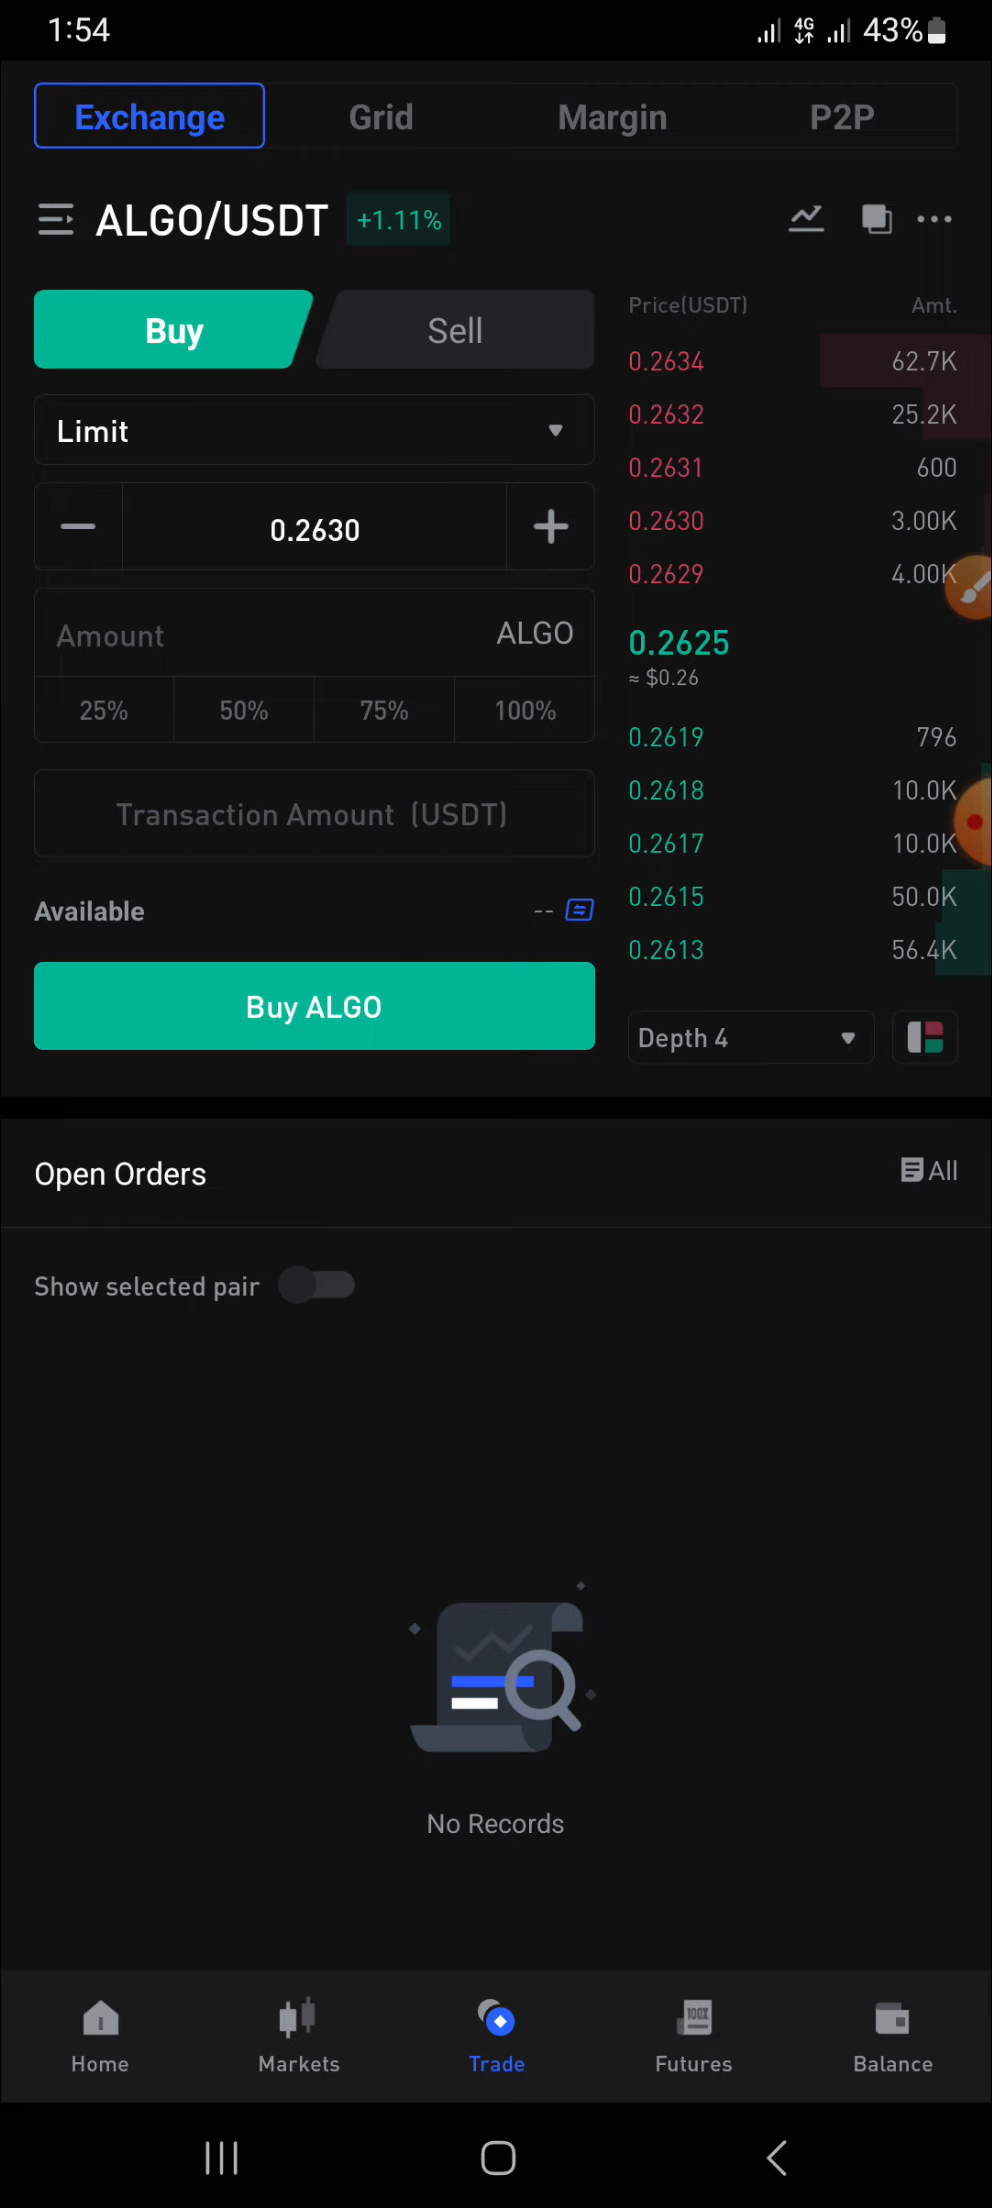 1:54
4G
43%
Exchange
Grid
Margin
P2P
ALGO/USDT
+1.11%
Buy
Sell
Limit
0.2630
Amount
ALGO
25%
50%
75%
100%
Transaction Amount (USDT)
Available
--
Buy ALGO
Price(USDT)
Amt.
0.2634
62.7K
0.2632
25.2K
0.2631
600
0.2630
3.00K
0.2629
4.00K
0.2625
≈ $0.26
0.2619
796
0.2618
10.0K
0.2617
10.0K
0.2615
50.0K
0.2613
56.4K
Depth 4
Open Orders
All
Show selected pair
No Records
Home
Markets
Trade
100X
Futures
Balance